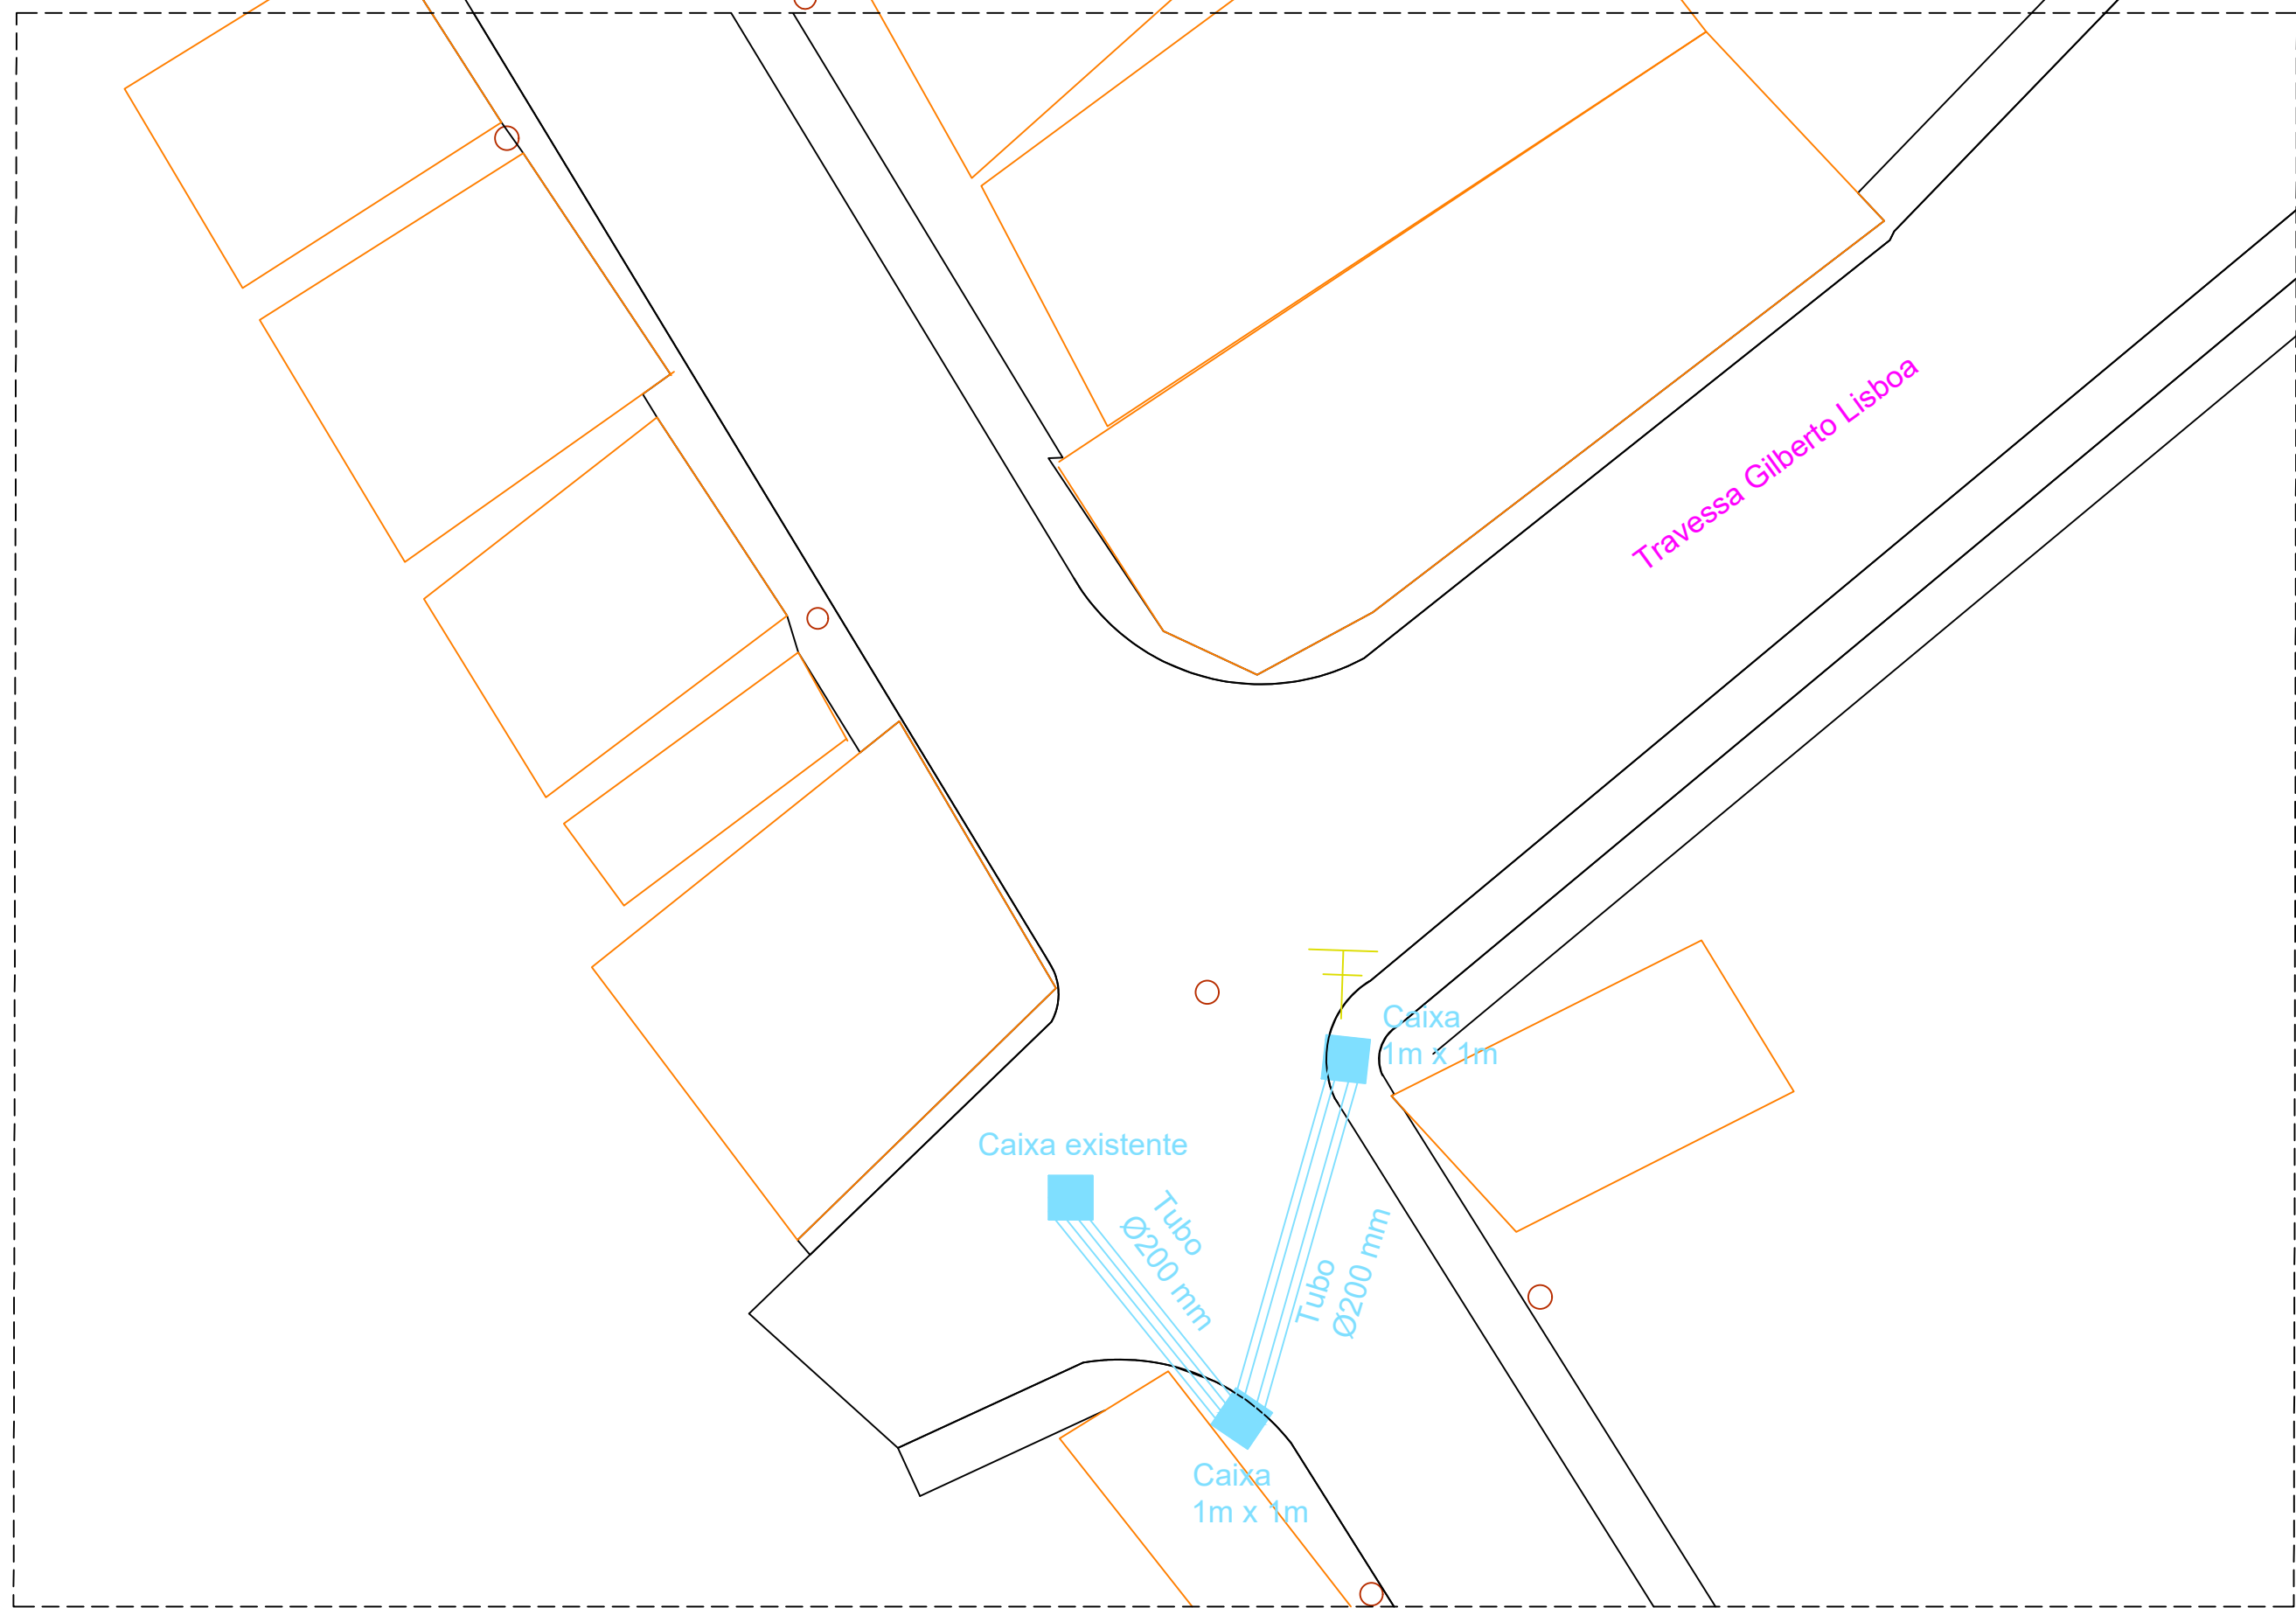 Travessa Gilberto Lisboa
Caixa
1m x 1m
Caixa existente
Tubo
Ø200 mm
Tubo
Ø200 mm
Caixa
1m x 1m